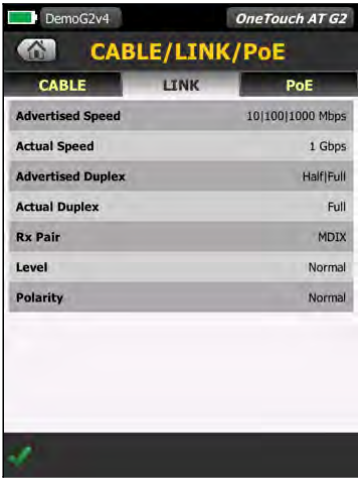 DemoG2v4 OneTouch AT G2
CABLE/LINK/PoE
CABLE LINK PoE
Advertised Speed 10|100|1000 Mbps
Actual Speed 1 Gbps
Advertised Duplex Half|Full
Actual Duplex Full
Rx Pair MDIX
Level Normal
Polarity Normal